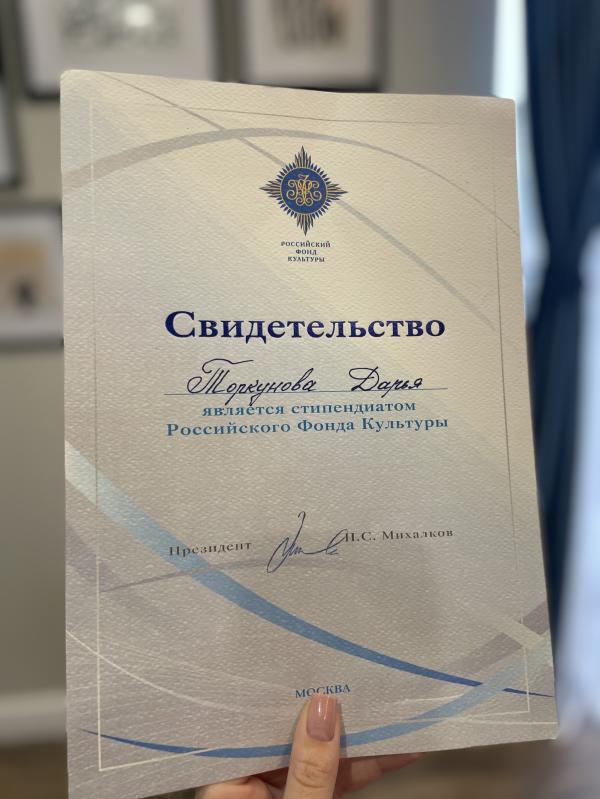 РОССИЙСКИЙ
ФОНД
КУЛЬТУРЫ
Свидетельство
Торкунова Дарья
является стипендиатом
Российского Фонда Культуры
Президент Н.С. Михалков
МОСКВА